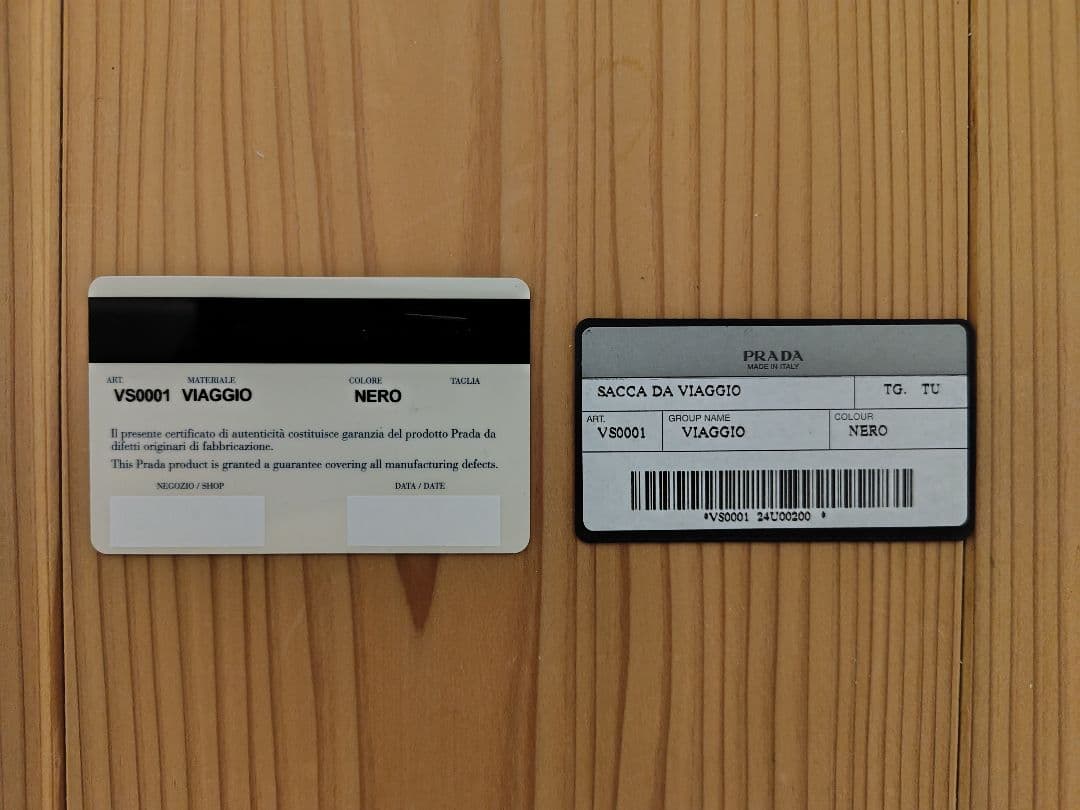 ART. MATERIALE COLORE TAGLIA
VS0001 VIAGGIO NERO
Il presente certificato di autenticità costituisce garanzia del prodotto Prada da
difetti originari di fabbricazione.
This Prada product is granted a guarantee covering all manufacturing defects.
NEGOZIO / SHOP DATA / DATE
PRADA
MADE IN ITALY
SACCA DA VIAGGIO TG. TU
ART. GROUP NAME COLOUR
VS0001 VIAGGIO NERO
*VS0001 24U00200 *